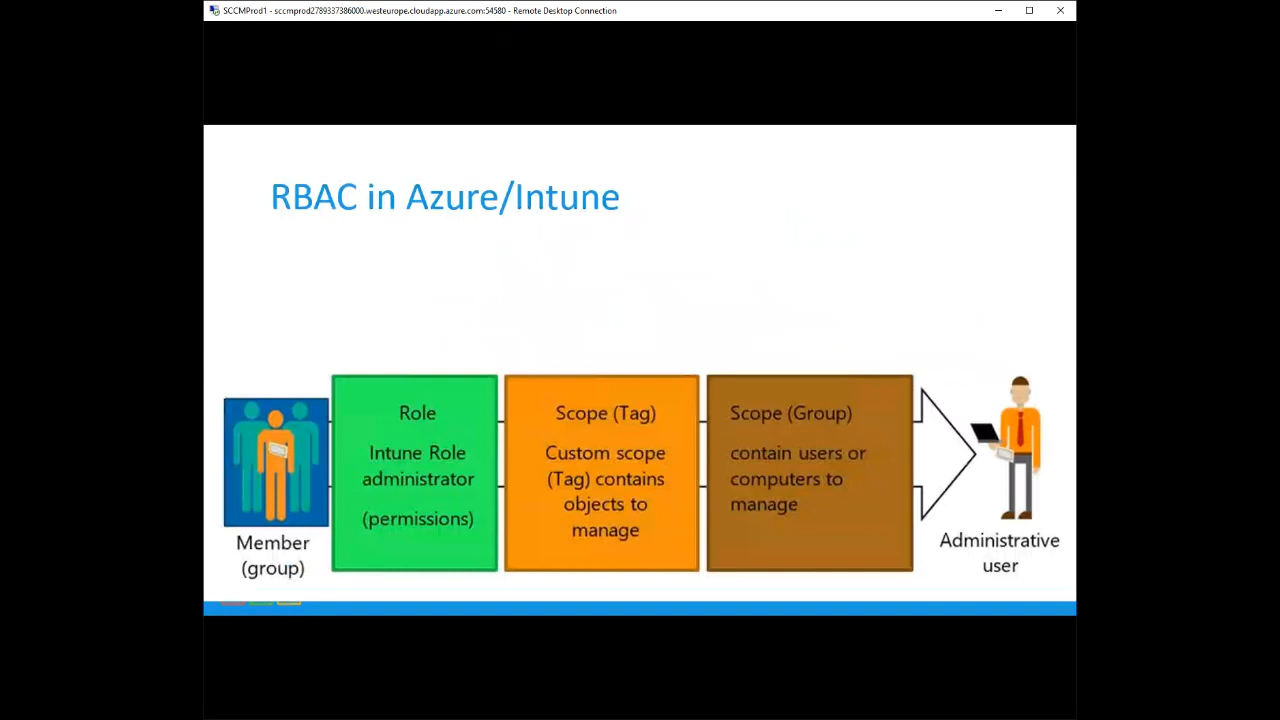 SCCMProd1 - sccmprod2789337386000.westeurope.cloudapp.azure.com:54580 - Remote Desktop Connection
RBAC in Azure/Intune
Member
(group)
Role
Intune Role
administrator
(permissions)
Scope (Tag)
Custom scope
(Tag) contains
objects to
manage
Scope (Group)
contain users or
computers to
manage
Administrative
user